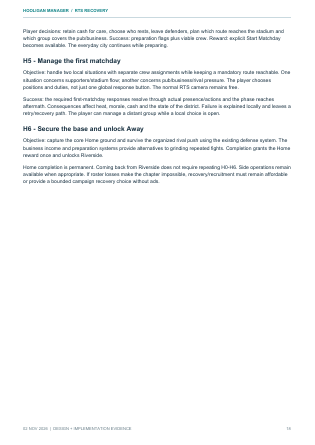 HOOLIGAN MANAGER / RTS RECOVERY
Player decisions: retain cash for care, choose who rests, leave defenders, plan which route reaches the stadium and
which group covers the pub/business. Success: preparation flags plus viable crew. Reward: explicit Start Matchday
becomes available. The everyday city continues while preparing.
H5 - Manage the first matchday
Objective: handle two local situations with separate crew assignments while keeping a mandatory route reachable. One
situation concerns supporters/stadium flow; another concerns pub/business/rival pressure. The player chooses
positions and duties, not just one global response button. The normal RTS camera remains free.
Success: the required first-matchday responses resolve through actual presence/actions and the phase reaches
aftermath. Consequences affect heat, morale, cash and the state of the district. Failure is explained locally and leaves a
retry/recovery path. The player can manage a distant group while a local choice is open.
H6 - Secure the base and unlock Away
Objective: capture the core Home ground and survive the organized rival push using the existing defense system. The
business income and preparation systems provide alternatives to grinding repeated fights. Completion grants the Home
reward once and unlocks Riverside.
Home completion is permanent. Coming back from Riverside does not require repeating H0-H6. Side operations remain
available when appropriate. If roster losses make the chapter impossible, recovery/recruitment must remain affordable
or provide a bounded campaign recovery choice without ads.
02 NOV 2025 | DESIGN + IMPLEMENTATION EVIDENCE